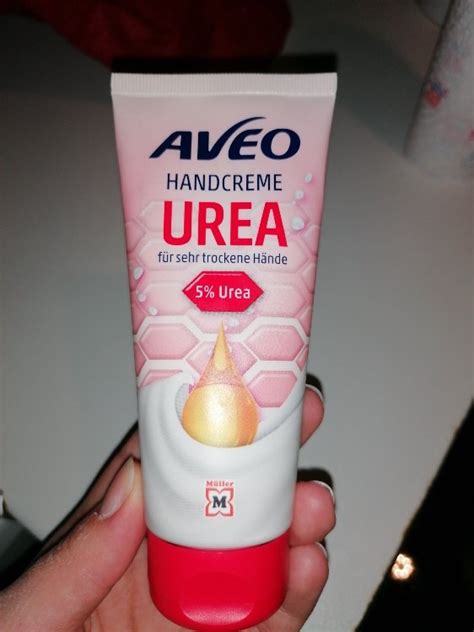 AVEO
HANDCREME
UREA
für sehr trockene Hände
5% Urea
Müller
M